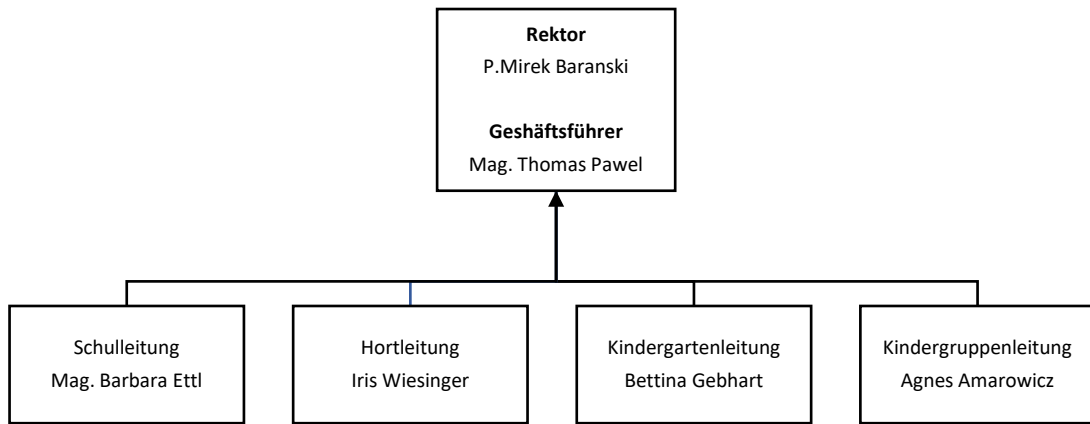 Rektor
P.Mirek Baranski
Geshäftsführer
Mag. Thomas Pawel
Schulleitung
Mag. Barbara Ettl
Hortleitung
Iris Wiesinger
Kindergartenleitung
Bettina Gebhart
Kindergruppenleitung
Agnes Amarowicz